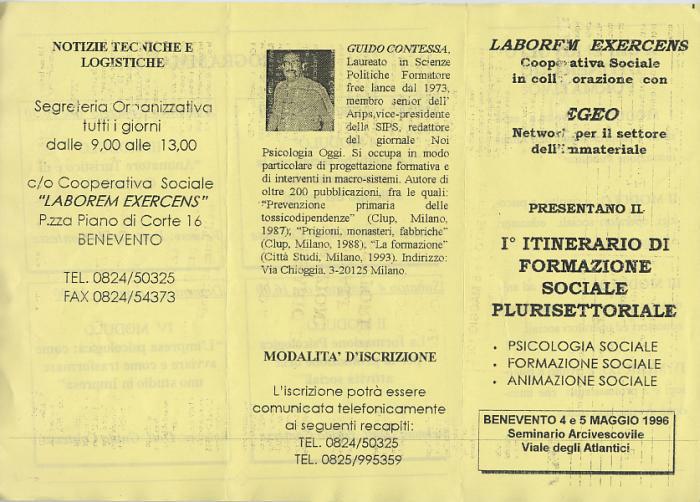 NOTIZIE TECNICHE E
LOGISTICHE
Segreteria Organizzativa
tutti i giorni
dalle 9,00 alle 13,00
c/o Cooperativa Sociale
"LABOREM EXERCENS"
P.zza Piano di Corte 16
BENEVENTO
TEL. 0824/50325
FAX 0824/54373
GUIDO CONTESSA,
Laureato in Scienze
Politiche Formatore
free lance dal 1973,
membro senior dell'
Arips,vice-presidente
della SIPS, redattore
del giornale Noi
Psicologia Oggi. Si occupa in modo
particolare di progettazione formativa e
di interventi in macro-sistemi. Autore di
oltre 200 pubblicazioni, fra le quali:
"Prevenzione primaria delle
tossicodipendenze" (Clup, Milano,
1987); "Prigioni, monasteri, fabbriche"
(Clup, Milano, 1988); "La formazione"
(Città Studi, Milano, 1993). Indirizzo:
Via Chioggia, 3-20125 Milano.
MODALITA' D'ISCRIZIONE
L'iscrizione potrà essere
comunicata telefonicamente
ai seguenti recapiti:
TEL. 0824/50325
TEL. 0825/995359
LABOREM EXERCENS
Cooperativa Sociale
in collaborazione con
EGEO
Network per il settore
dell'immateriale
PRESENTANO IL
I° ITINERARIO DI
FORMAZIONE
SOCIALE
PLURISETTORIALE
• PSICOLOGIA SOCIALE
• FORMAZIONE SOCIALE
• ANIMAZIONE SOCIALE
BENEVENTO 4 e 5 MAGGIO 1996
Seminario Arcivescovile
Viale degli Atlantici